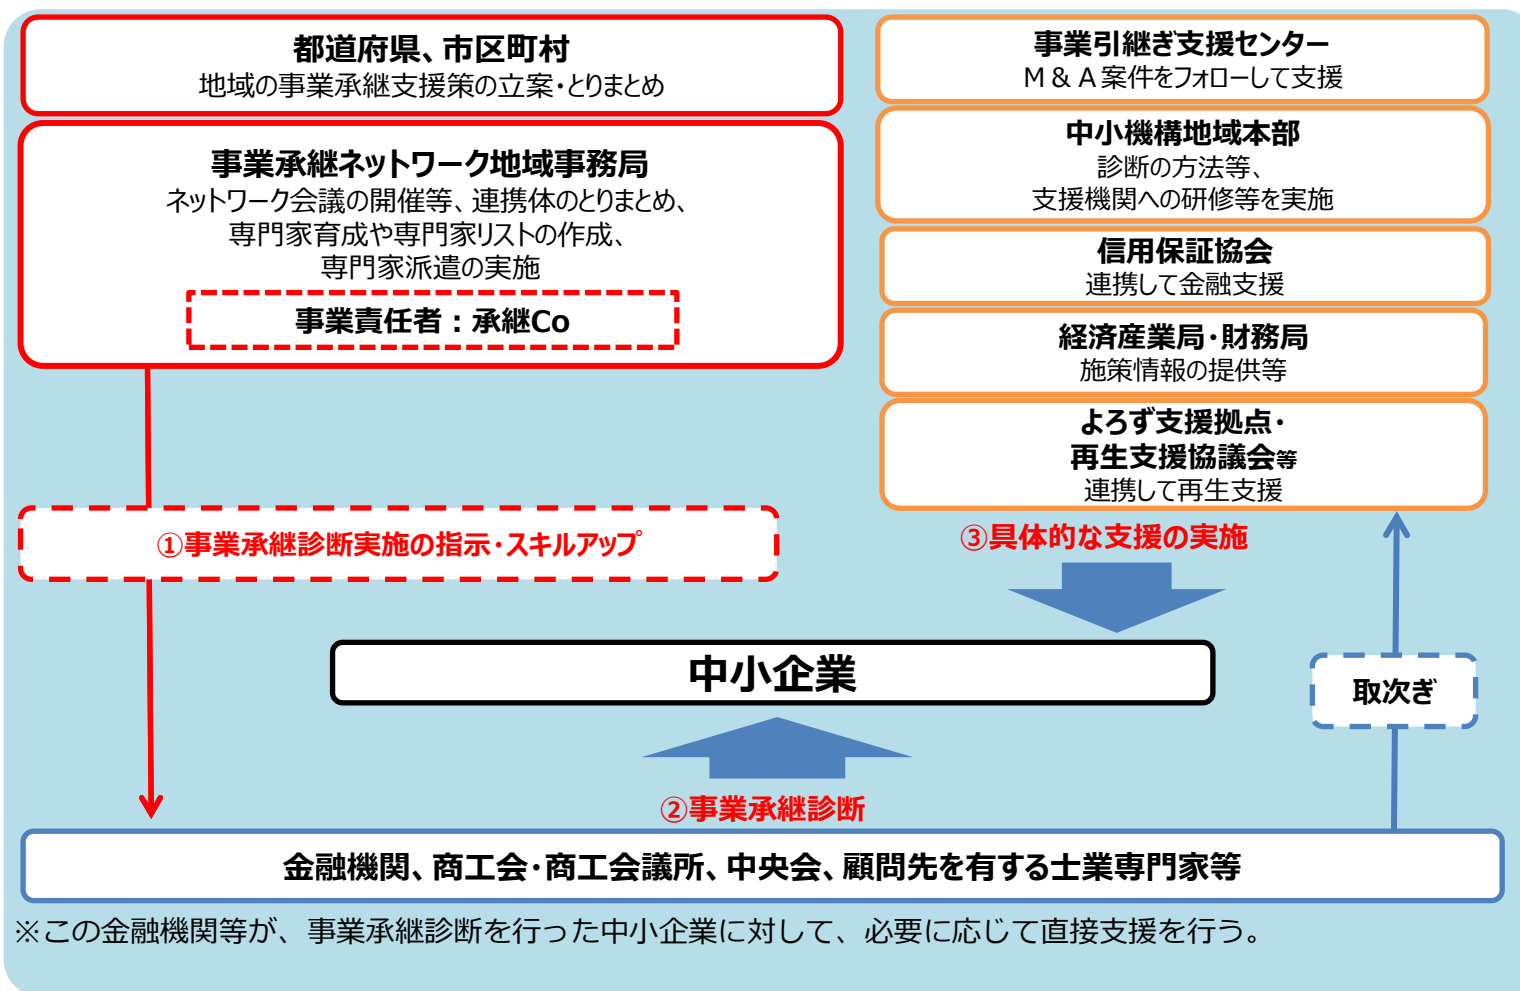 都道府県、市区町村
地域の事業承継支援策の立案・とりまとめ
事業承継ネットワーク地域事務局
ネットワーク会議の開催等、連携体のとりまとめ、
専門家育成や専門家リストの作成、
専門家派遣の実施
事業責任者：承継Co
事業引継ぎ支援センター
M＆A案件をフォローして支援
中小機構地域本部
診断の方法等、
支援機関への研修等を実施
信用保証協会
連携して金融支援
経済産業局・財務局
施策情報の提供等
よろず支援拠点・
再生支援協議会等
連携して再生支援
①事業承継診断実施の指示・スキルアップ
③具体的な支援の実施
中小企業
取次ぎ
②事業承継診断
金融機関、商工会・商工会議所、中央会、顧問先を有する士業専門家等
※この金融機関等が、事業承継診断を行った中小企業に対して、必要に応じて直接支援を行う。